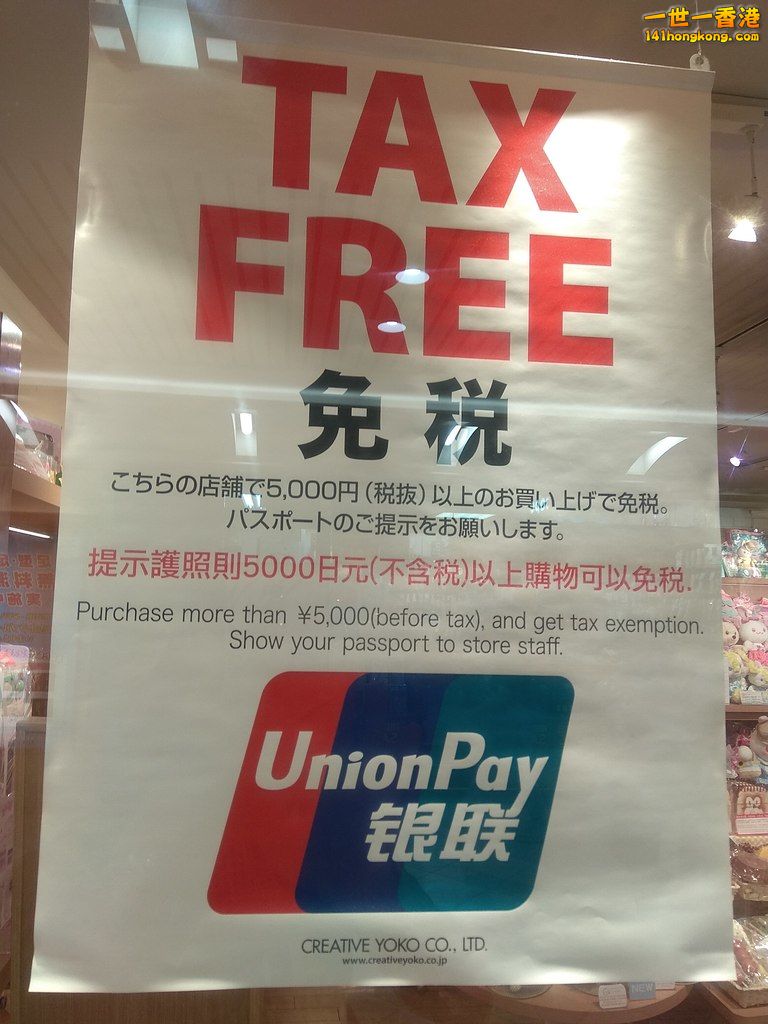 一世一香港
141hongkong.com
TAX
FREE
免税
こちらの店舗で5,000円(税抜)以上のお買い上げで免税。
パスポートのご提示をお願いします。
提示護照則5000日元(不含税)以上購物可以免税.
Purchase more than ¥5,000(before tax), and get tax exemption.
Show your passport to store staff.
UnionPay
银联
CREATIVE YOKO CO., LTD.
www.creativeyoko.co.jp
NEW